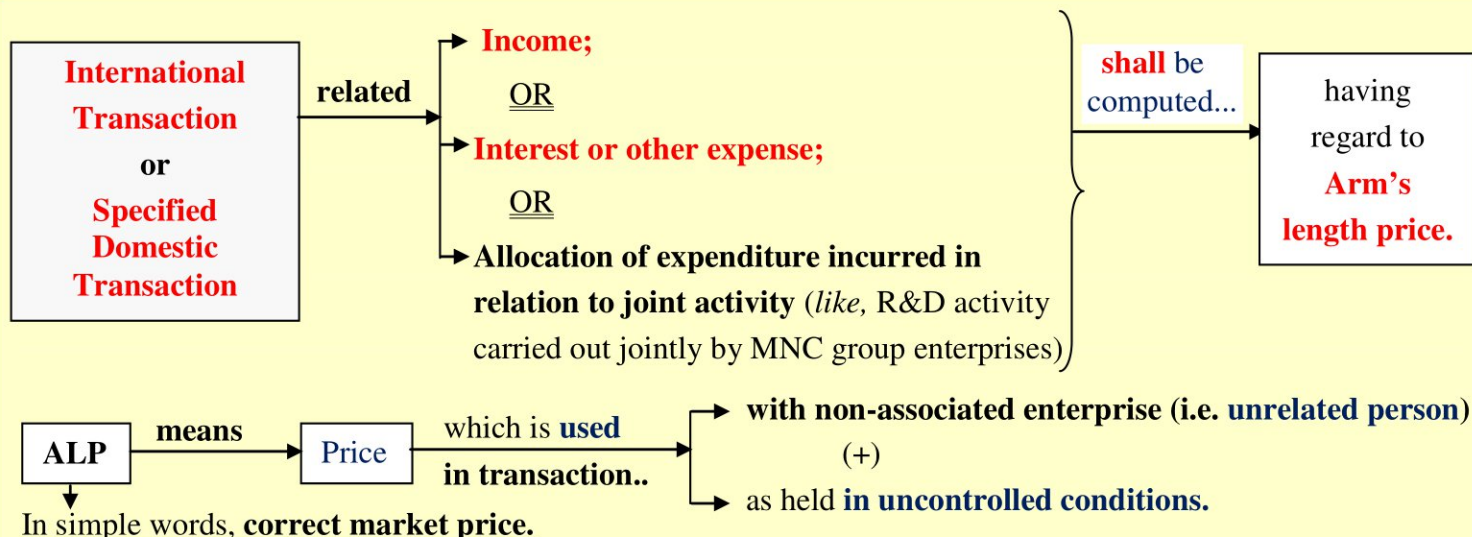 International
Transaction
or
Specified
Domestic
Transaction
related
Income;
OR
Interest or other expense;
OR
Allocation of expenditure incurred in
relation to joint activity (like, R&D activity
carried out jointly by MNC group enterprises)
shall be
computed...
having
regard to
Arm's
length price.
ALP
means
Price
which is used
in transaction..
with non-associated enterprise (i.e. unrelated person)
(+)
as held in uncontrolled conditions.
In simple words, correct market price.